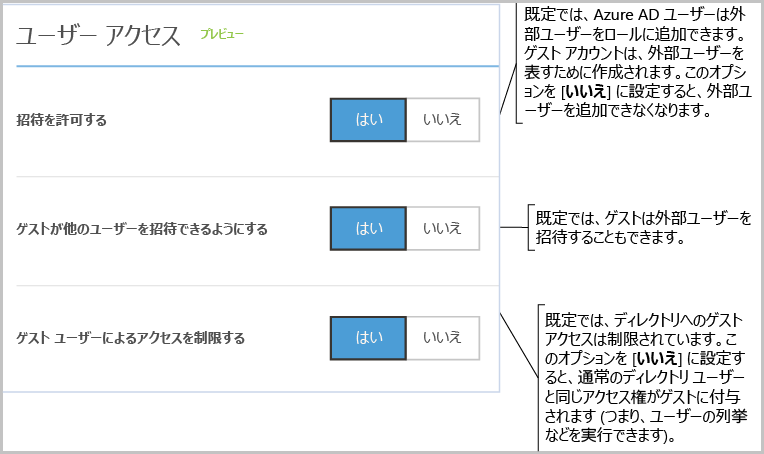 ユーザー アクセス プレビュー
招待を許可する はい いいえ
ゲストが他のユーザーを招待できるようにする はい いいえ
ゲスト ユーザーによるアクセスを制限する はい いいえ
既定では、Azure AD ユーザーは外
部ユーザーをロールに追加できます。
ゲスト アカウントは、外部ユーザーを
表すために作成されます。このオプシ
ョンを [いいえ] に設定すると、外部ユ
ーザーを追加できなくなります。
既定では、ゲストは外部ユーザーを
招待することもできます。
既定では、ディレクトリへのゲスト
アクセスは制限されています。こ
のオプションを [いいえ] に設定す
ると、通常のディレクトリ ユーザー
と同じアクセス権がゲストに付与
されます (つまり、ユーザーの列挙
などを実行できます)。